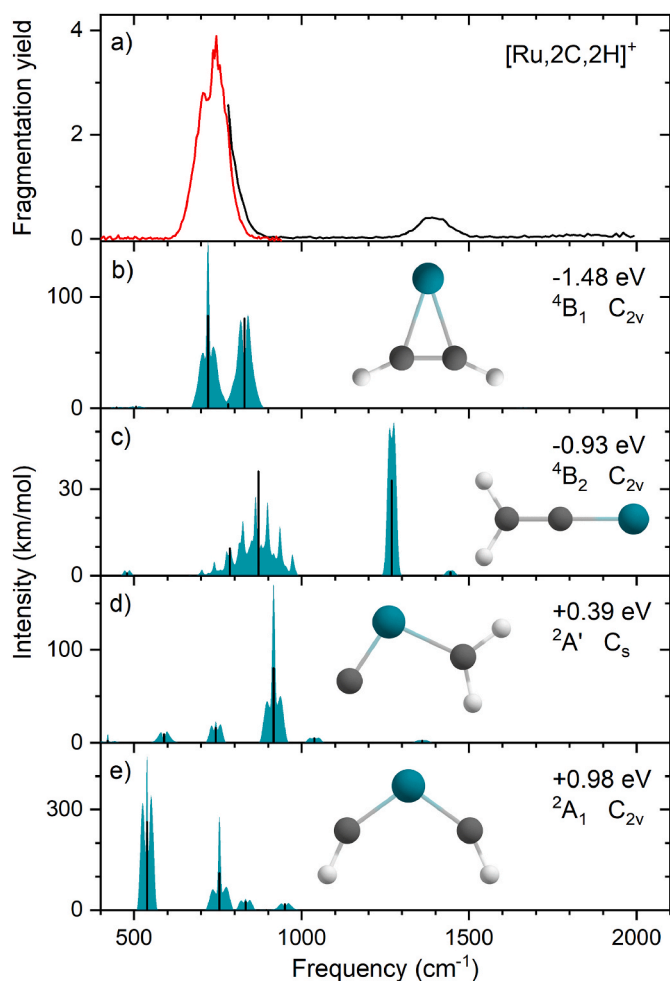 a)
[Ru,2C,2H]⁺
Fragmentation yield
4
2
0
b)
-1.48 eV
⁴B₁ C₂ᵥ
100
0
c)
-0.93 eV
⁴B₂ C₂ᵥ
30
0
Intensity (km/mol)
d)
+0.39 eV
²A' Cₛ
100
0
e)
+0.98 eV
²A₁ C₂ᵥ
300
0
500 1000 1500 2000
Frequency (cm⁻¹)